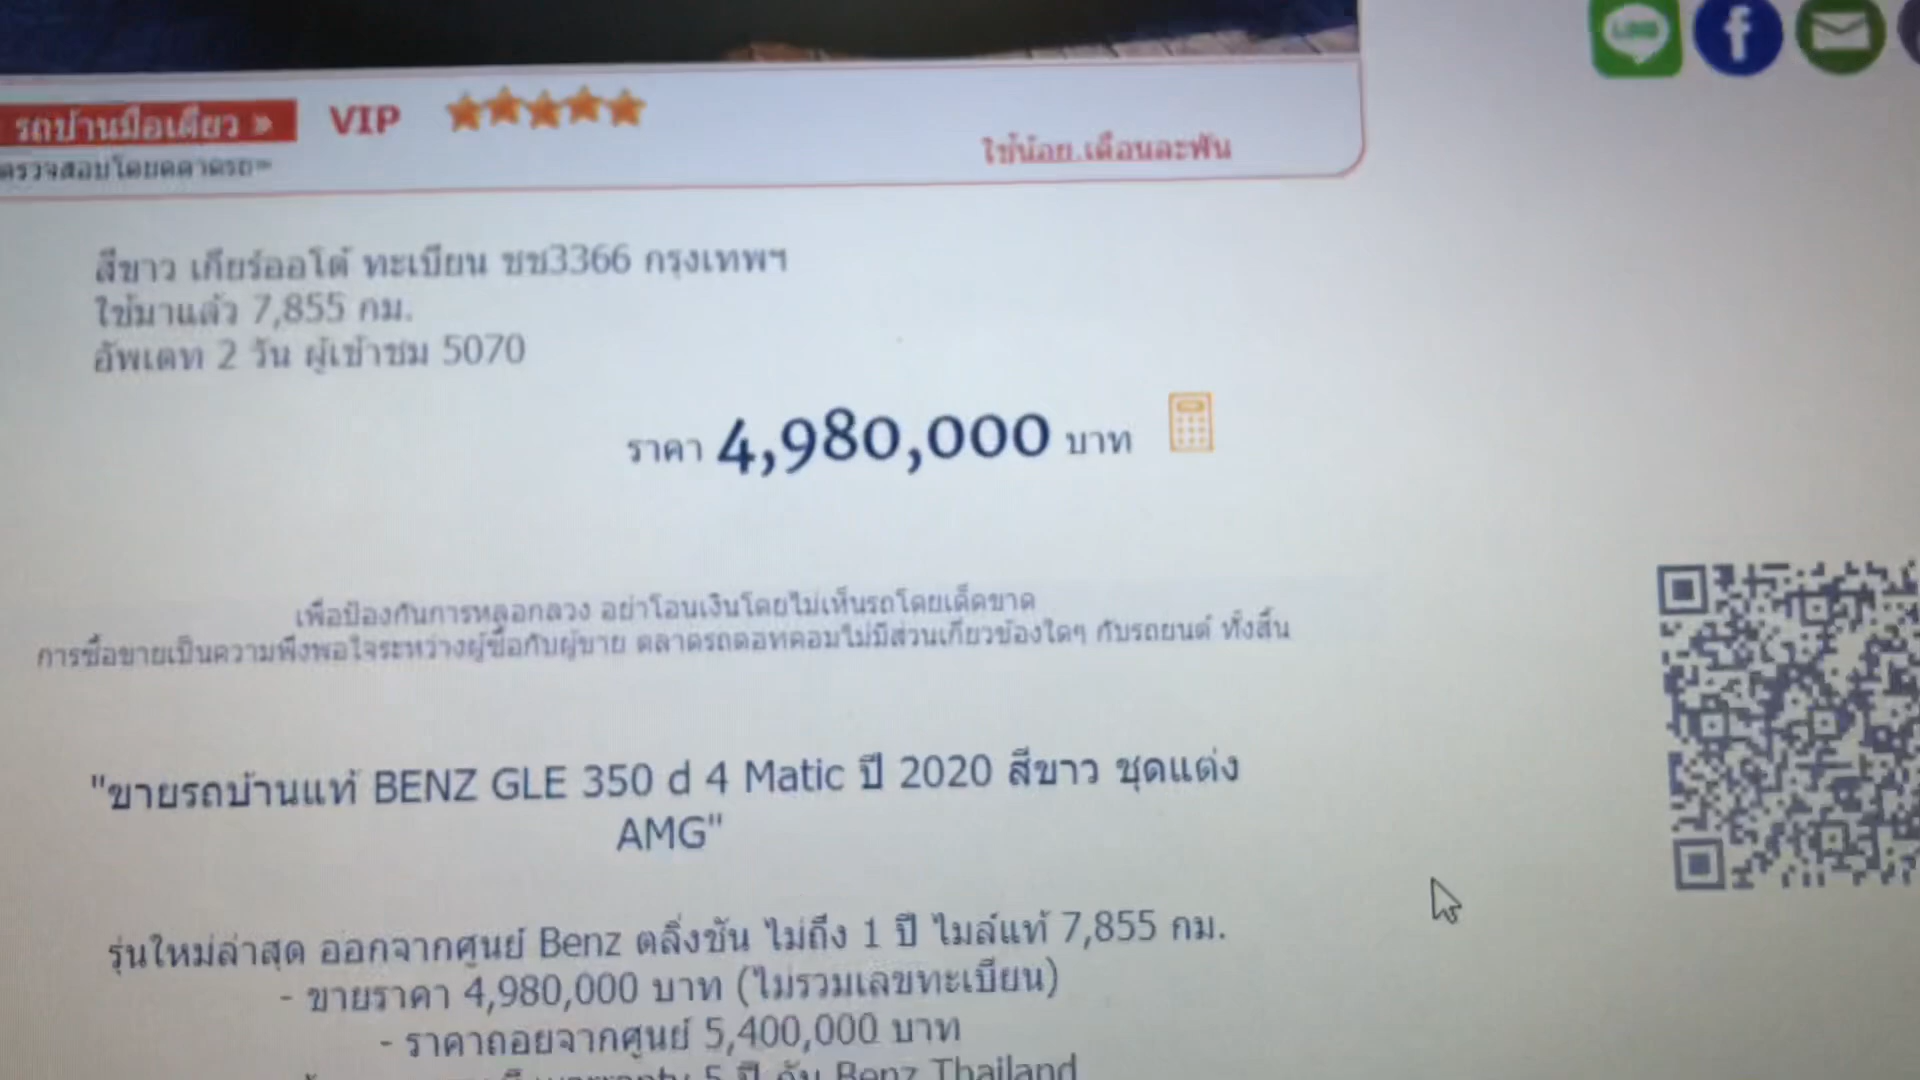 LINE
รถบ้านมือเดียว » VIP
ตรวจสอบโดยตลาดรถ
ใช้น้อย.เดือนละพัน
สีขาว เกียร์ออโต้ ทะเบียน ชช3366 กรุงเทพฯ
ใช้มาแล้ว 7,855 กม.
อัพเดท 2 วัน ผู้เข้าชม 5070
ราคา 4,980,000 บาท
เพื่อป้องกันการหลอกลวง อย่าโอนเงินโดยไม่เห็นรถโดยเด็ดขาด
การซื้อขายเป็นความพึงพอใจระหว่างผู้ซื้อกับผู้ขาย ตลาดรถดอทคอมไม่มีส่วนเกี่ยวข้องใดๆ กับรถยนต์ ทั้งสิ้น
"ขายรถบ้านแท้ BENZ GLE 350 d 4 Matic ปี 2020 สีขาว ชุดแต่ง
AMG"
รุ่นใหม่ล่าสุด ออกจากศูนย์ Benz ตลิ่งชัน ไม่ถึง 1 ปี ไมล์แท้ 7,855 กม.
- ขายราคา 4,980,000 บาท (ไม่รวมเลขทะเบียน)
- ราคาถอยจากศูนย์ 5,400,000 บาท
warranty 5 ปี กับ Benz Thailand